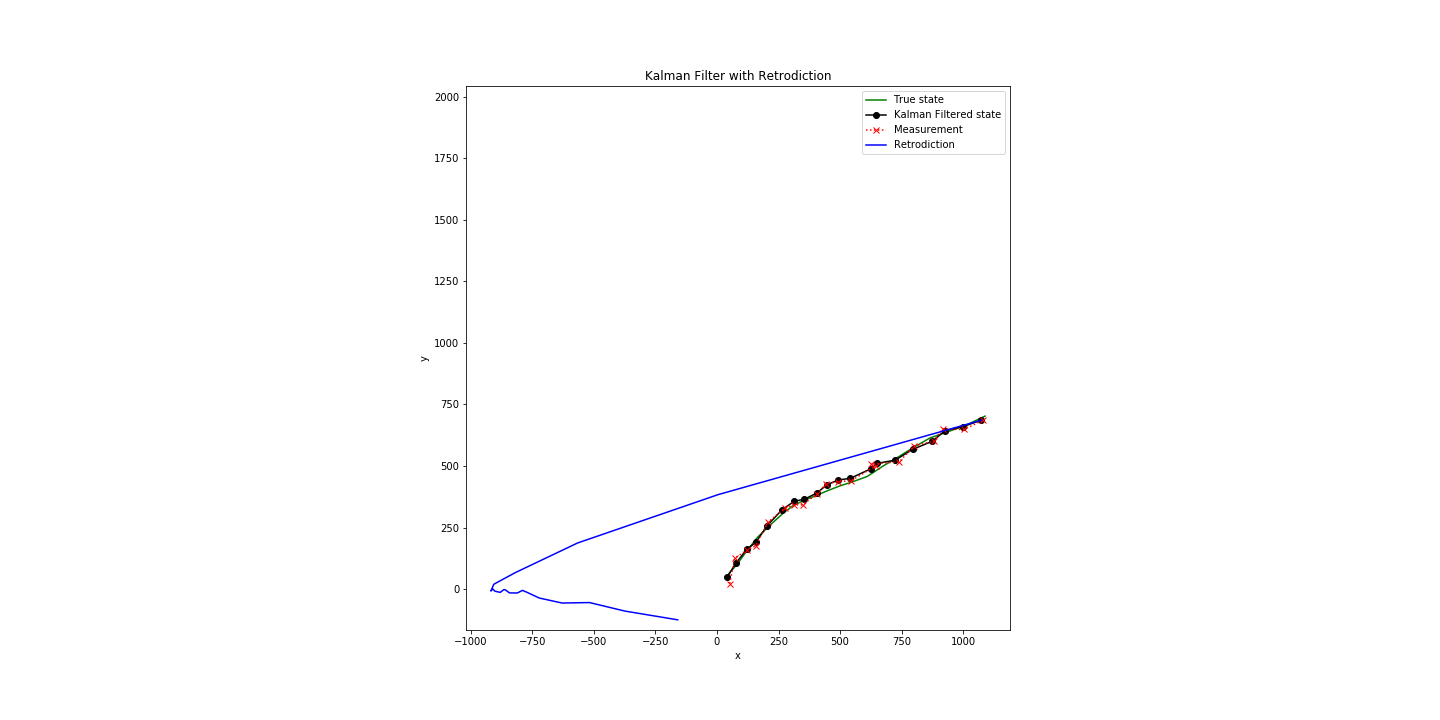 Kalman Filter with Retrodiction
2000
1750
1500
1250
1000
750
500
250
0
y
True state
Kalman Filtered state
Measurement
Retrodiction
−1000 −750 −500 −250 0 250 500 750 1000
x